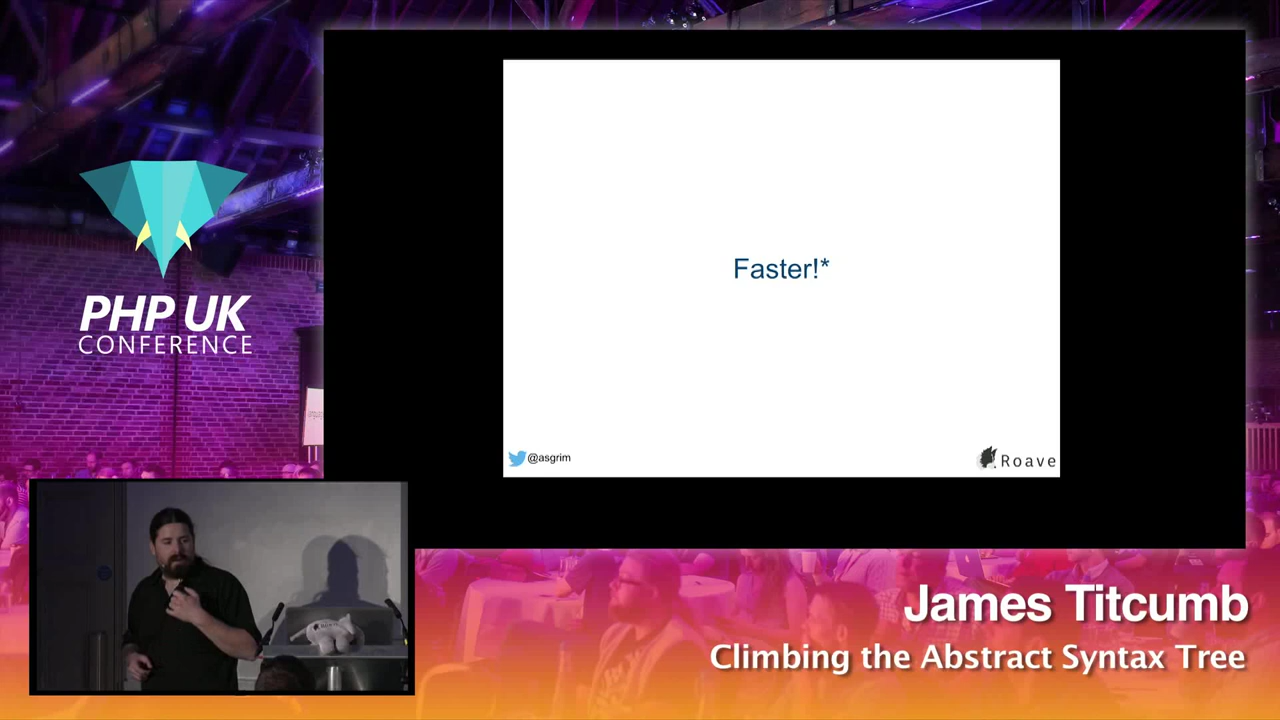 PHP UK
CONFERENCE
Faster!*
@asgrim
Roave
James Titcumb
Climbing the Abstract Syntax Tree